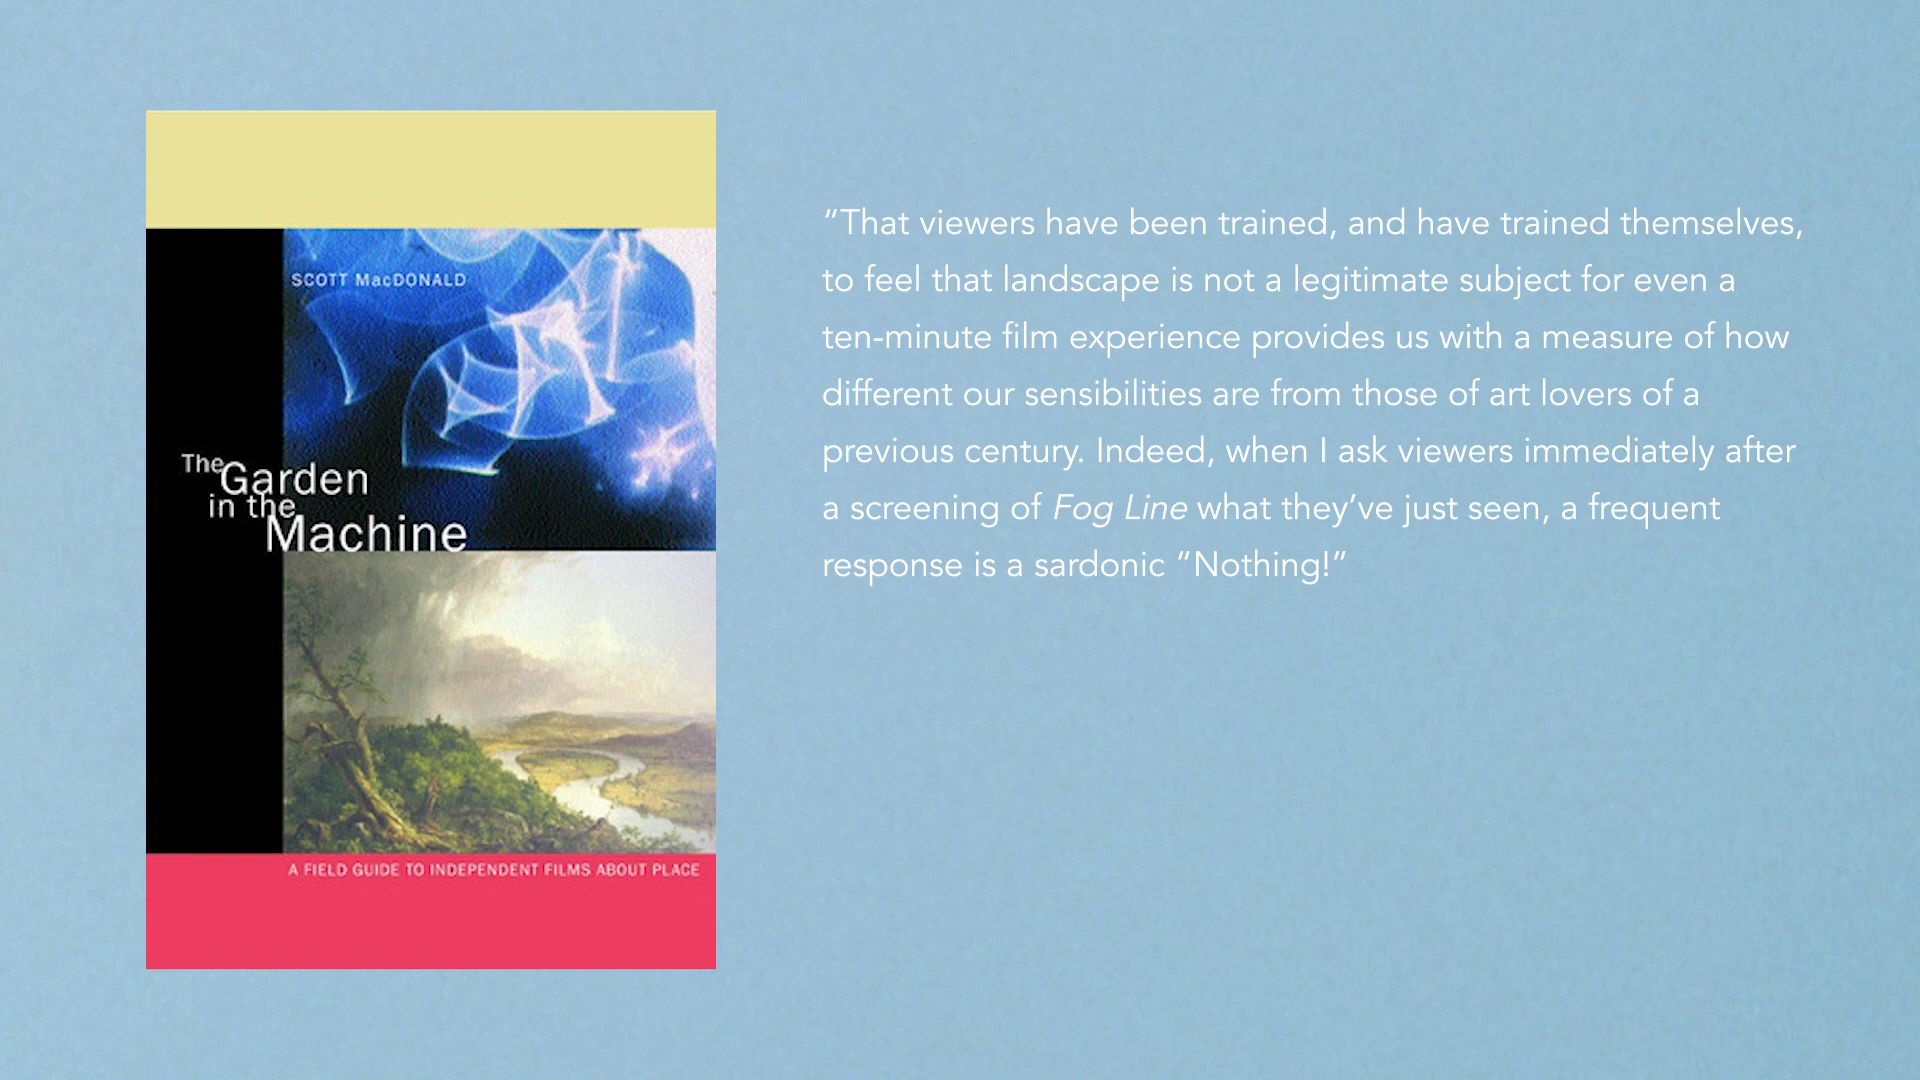 SCOTT MacDONALD
The
Garden
in the
Machine
A FIELD GUIDE TO INDEPENDENT FILMS ABOUT PLACE
“That viewers have been trained, and have trained themselves,
to feel that landscape is not a legitimate subject for even a
ten-minute film experience provides us with a measure of how
different our sensibilities are from those of art lovers of a
previous century. Indeed, when I ask viewers immediately after
a screening of Fog Line what they’ve just seen, a frequent
response is a sardonic “Nothing!”